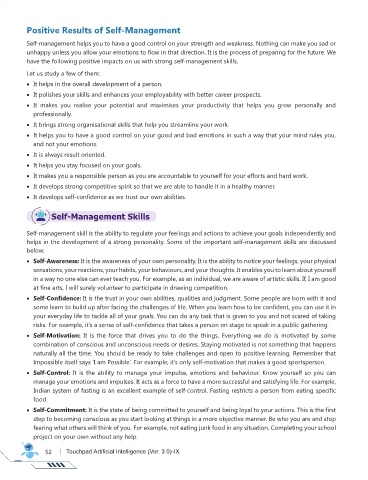 Positive Results of Self-Management
Self-management helps you to have a good control on your strength and weakness. Nothing can make you sad or
unhappy unless you allow your emotions to flow in that direction. It is the process of preparing for the future. We
have the following positive impacts on us with strong self-management skills.
Let us study a few of them:
• It helps in the overall development of a person.
• It polishes your skills and enhances your employability with better career prospects.
• It makes you realise your potential and maximises your productivity that helps you grow personally and
professionally.
• It brings strong organisational skills that help you streamline your work.
• It helps you to have a good control on your good and bad emotions in such a way that your mind rules you,
and not your emotions.
• It is always result oriented.
• It helps you stay focused on your goals.
• It makes you a responsible person as you are accountable to yourself for your efforts and hard work.
• It develops strong competitive spirit so that we are able to handle it in a healthy manner.
• It develops self-confidence as we trust our own abilities.
Self-Management Skills
Self-management skill is the ability to regulate your feelings and actions to achieve your goals independently and
helps in the development of a strong personality. Some of the important self-management skills are discussed
below:
• Self-Awareness: It is the awareness of your own personality. It is the ability to notice your feelings, your physical
sensations, your reactions, your habits, your behaviours, and your thoughts. It enables you to learn about yourself
in a way no one else can ever teach you. For example, as an individual, we are aware of artistic skills. If, I am good
at fine arts, I will surely volunteer to participate in drawing competition.
• Self-Confidence: It is the trust in your own abilities, qualities and judgment. Some people are born with it and
some learn to build up after facing the challenges of life. When you learn how to be confident, you can use it in
your everyday life to tackle all of your goals. You can do any task that is given to you and not scared of taking
risks. For example, it's a sense of self-confidence that takes a person on stage to speak in a public gathering.
• Self-Motivation: It is the force that drives you to do the things. Everything we do is motivated by some
combination of conscious and unconscious needs or desires. Staying motivated is not something that happens
naturally all the time. You should be ready to take challenges and open to positive learning. Remember that
Impossible itself says 'I am Possible'. For example, it's only self-motivation that makes a good sportsperson.
• Self-Control: It is the ability to manage your impulse, emotions and behaviour. Know yourself so you can
manage your emotions and impulses. It acts as a force to have a more successful and satisfying life. For example,
Indian system of fasting is an excellent example of self-control. Fasting restricts a person from eating specific
food.
• Self-Commitment: It is the state of being committed to yourself and being loyal to your actions. This is the first
step to becoming conscious as you start looking at things in a more objective manner. Be who you are and stop
fearing what others will think of you. For example, not eating junk food in any situation. Completing your school
project on your own without any help.
52 | Touchpad Artificial Intelligence (Ver. 3.0)-IX